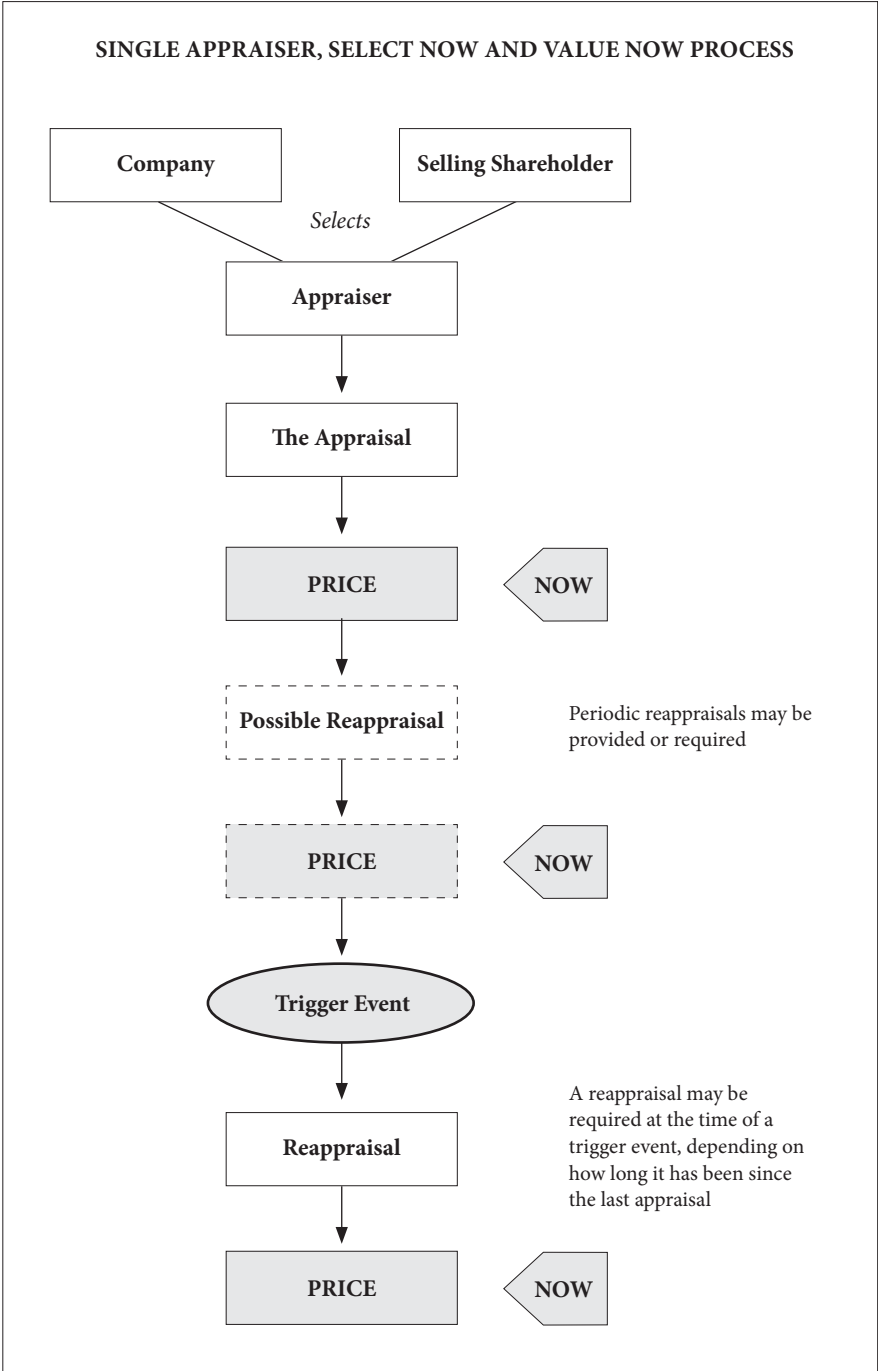 SINGLE APPRAISER, SELECT NOW AND VALUE NOW PROCESS
Company
Selling Shareholder
Selects
Appraiser
The Appraisal
PRICE
NOW
Possible Reappraisal
Periodic reappraisals may be
provided or required
PRICE
NOW
Trigger Event
A reappraisal may be
required at the time of a
trigger event, depending on
how long it has been since
the last appraisal
Reappraisal
PRICE
NOW